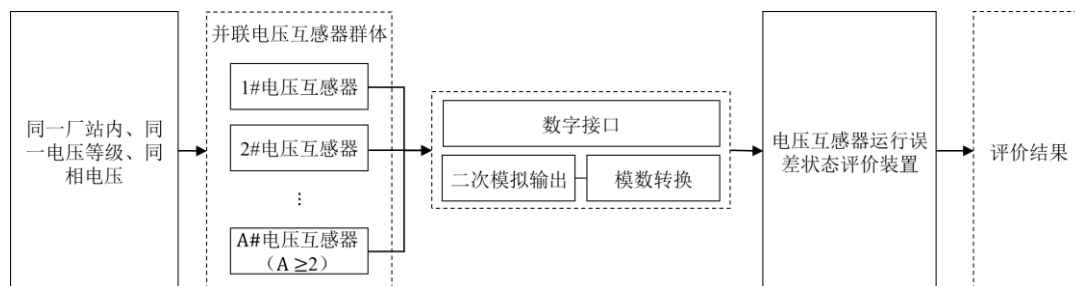 同一厂站内、同
一电压等级、同
相电压
并联电压互感器群体
1#电压互感器
2#电压互感器
⋮
A#电压互感器
（A ≥2）
数字接口
二次模拟输出
模数转换
电压互感器运行误
差状态评价装置
评价结果